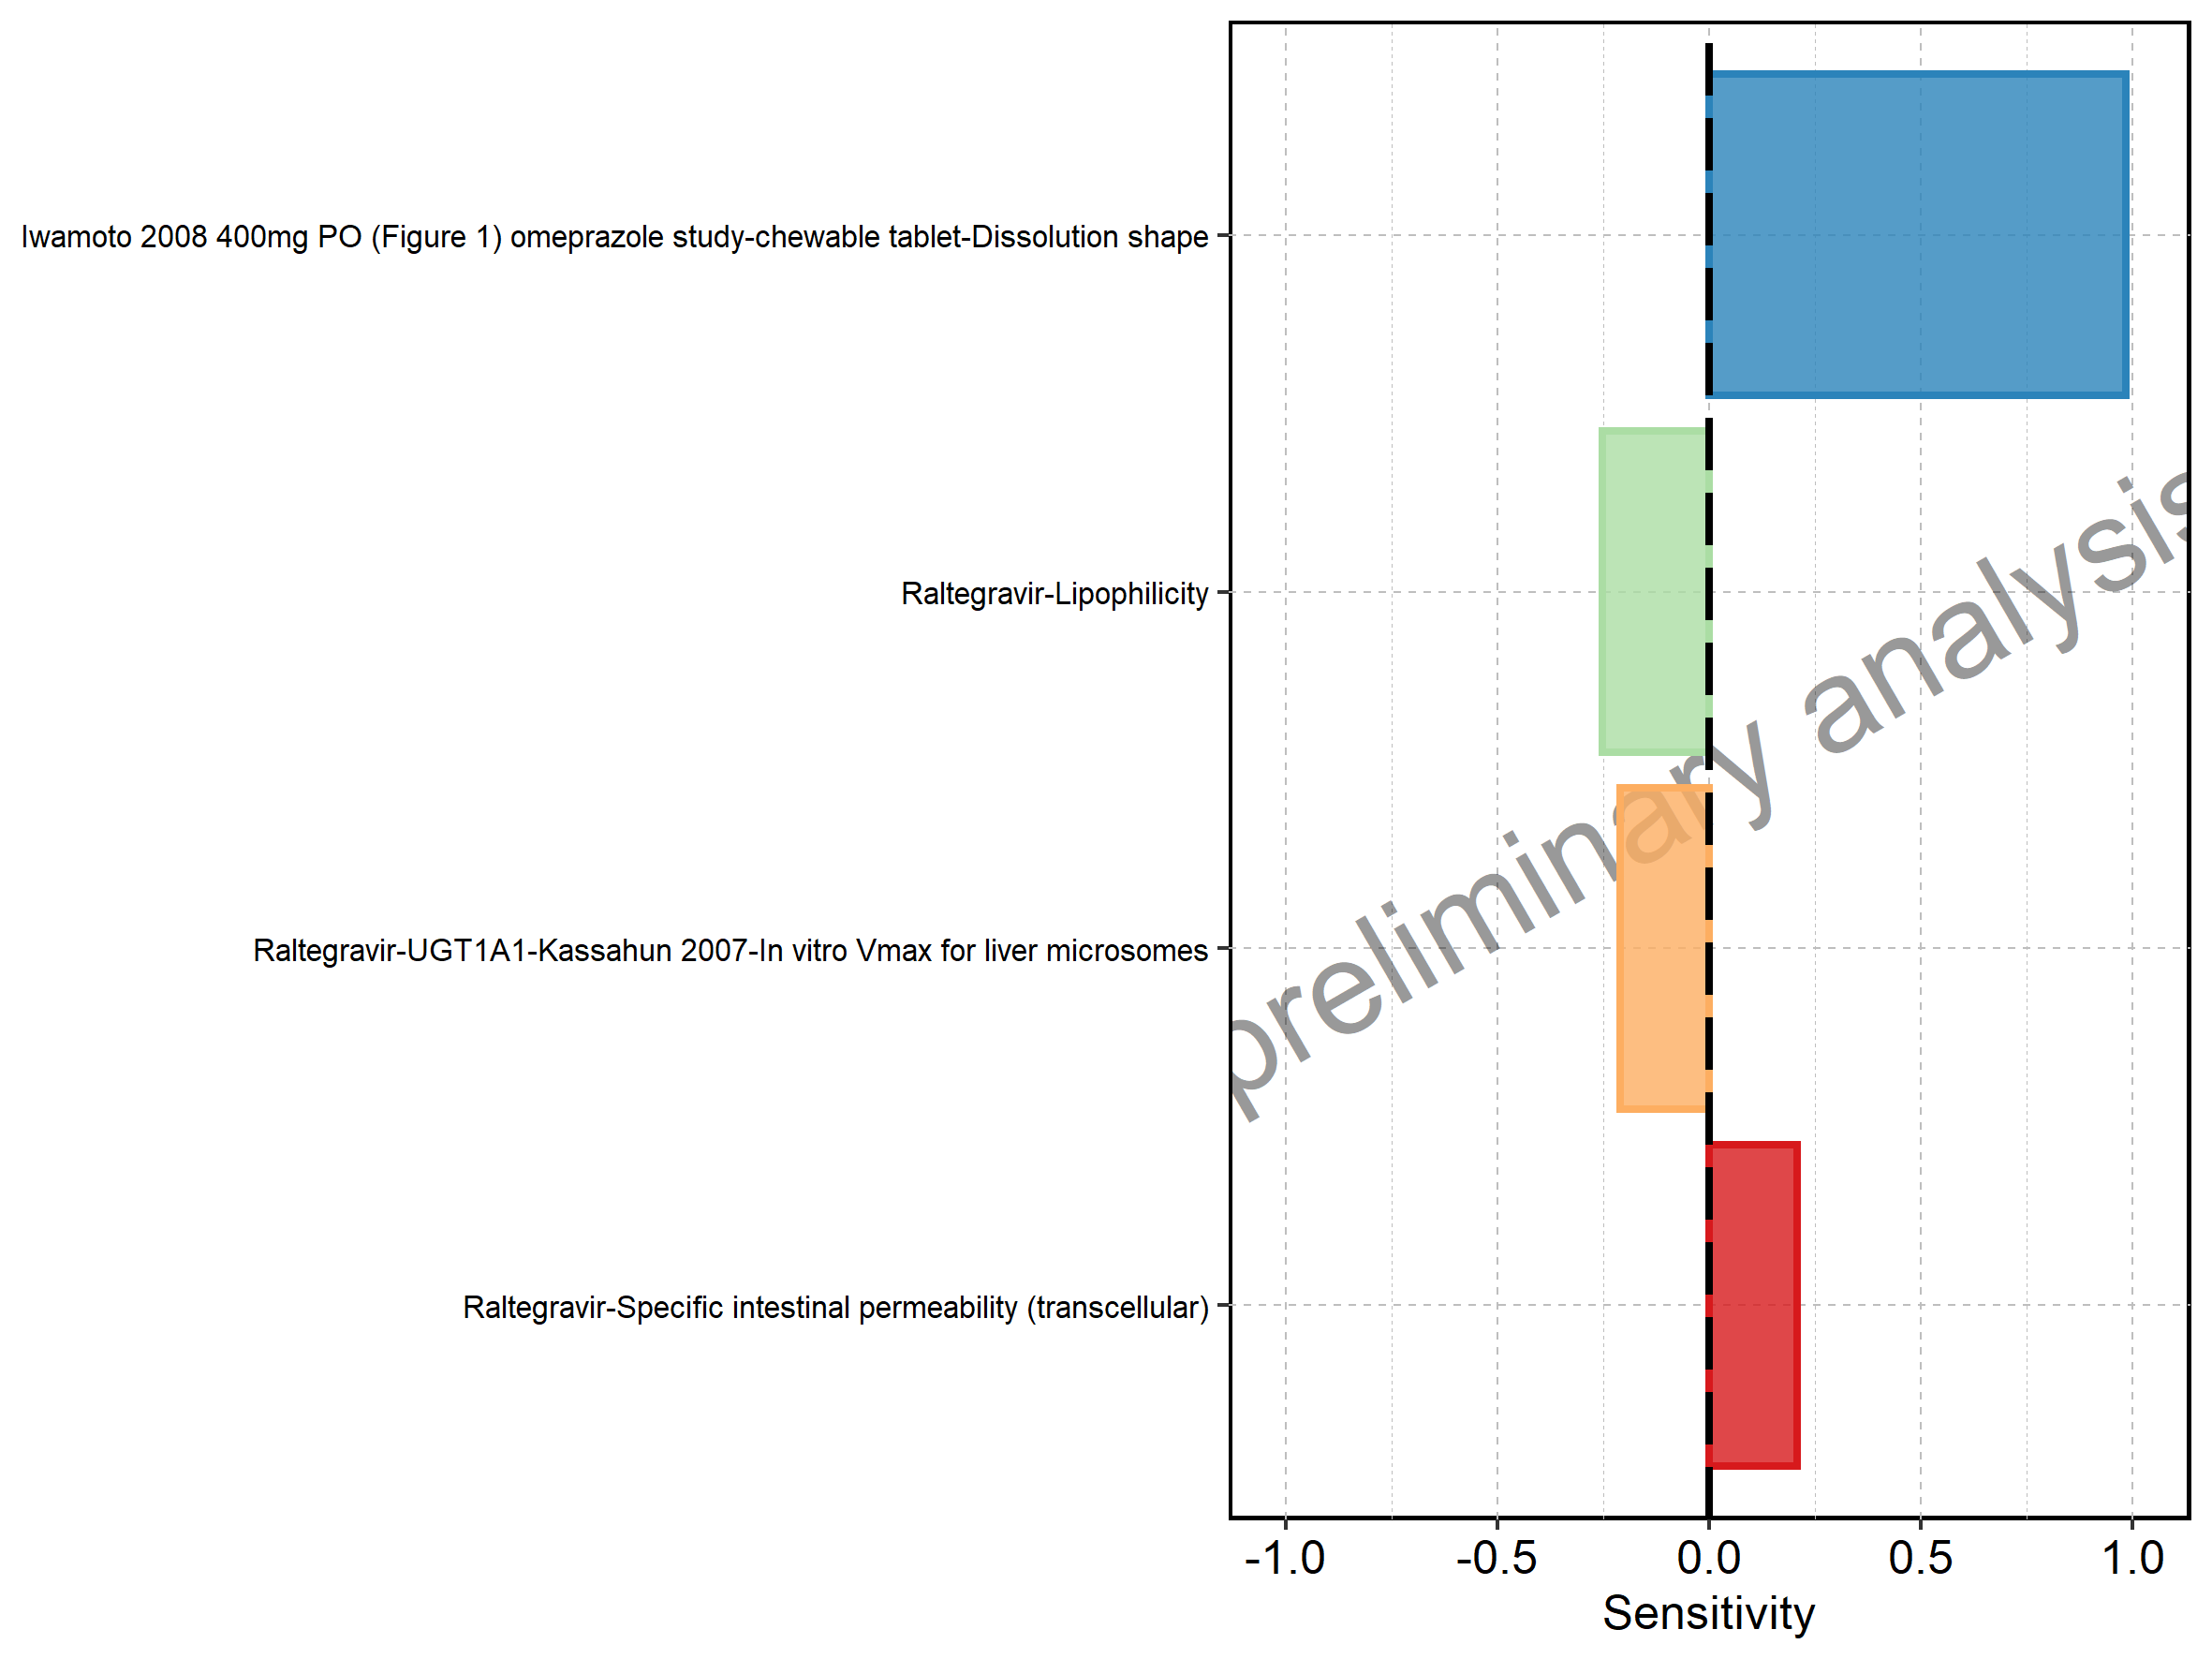 Iwamoto 2008 400mg PO (Figure 1) omeprazole study-chewable tablet-Dissolution shape
Raltegravir-Lipophilicity
Raltegravir-UGT1A1-Kassahun 2007-In vitro Vmax for liver microsomes
Raltegravir-Specific intestinal permeability (transcellular)
preliminary analysis
-1.0 -0.5 0.0 0.5 1.0
Sensitivity